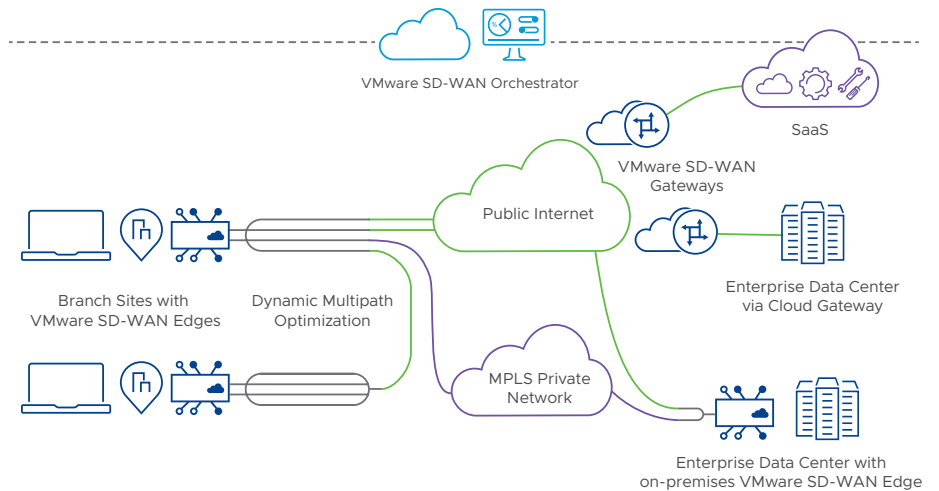 VMware SD-WAN Orchestrator
SaaS
VMware SD-WAN
Gateways
Public Internet
Branch Sites with
VMware SD-WAN Edges
Dynamic Multipath
Optimization
Enterprise Data Center
via Cloud Gateway
MPLS Private
Network
Enterprise Data Center with
on-premises VMware SD-WAN Edge